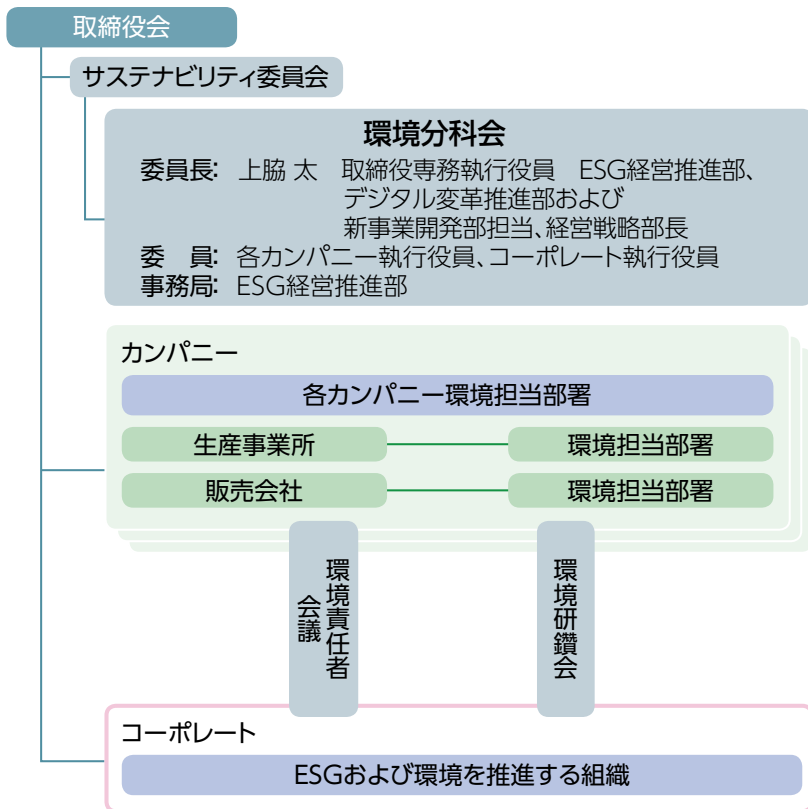 取締役会
サステナビリティ委員会
環境分科会
委員長: 上脇 太 取締役専務執行役員 ESG経営推進部、
デジタル変革推進部および
新事業開発部担当、経営戦略部長
委 員: 各カンパニー執行役員、コーポレート執行役員
事務局: ESG経営推進部
カンパニー
各カンパニー環境担当部署
生産事業所 環境担当部署
販売会社 環境担当部署
環境責任者
会議
環境研鑽会
コーポレート
ESGおよび環境を推進する組織